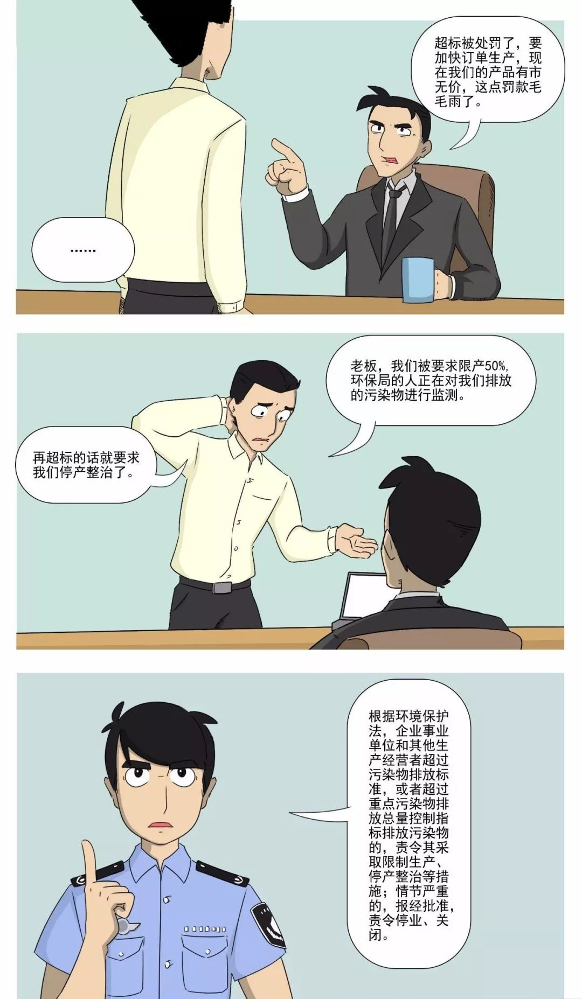 超标被处罚了，要
加快订单生产，现
在我们的产品有市
无价，这点罚款毛
毛雨了。
……
老板，我们被要求限产50%,
环保局的人正在对我们排放
的污染物进行监测。
再超标的话就要求
我们停产整治了。
根据环境保护
法，企业事业
单位和其他生
产经营者超过
污染物排放标
准，或者超过
重点污染物排
放总量控制指
标排放污染物
的，责令其采
取限制生产、
停产整治等措
施；情节严重
的，报经批准，
责令停业、关
闭。